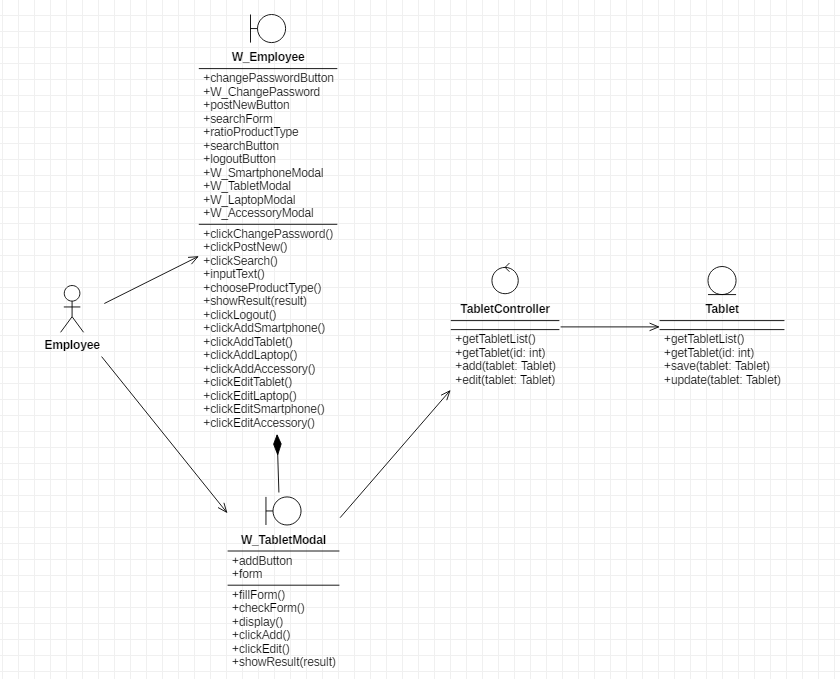 W_Employee
+changePasswordButton
+W_ChangePassword
+postNewButton
+searchForm
+ratioProductType
+searchButton
+logoutButton
+W_SmartphoneModal
+W_TabletModal
+W_LaptopModal
+W_AccessoryModal
+clickChangePassword()
+clickPostNew()
+clickSearch()
+inputText()
+chooseProductType()
+showResult(result)
+clickLogout()
+clickAddSmartphone()
+clickAddTablet()
+clickAddLaptop()
+clickAddAccessory()
+clickEditTablet()
+clickEditLaptop()
+clickEditSmartphone()
+clickEditAccessory()
Employee
W_TabletModal
+addButton
+form
+fillForm()
+checkForm()
+display()
+clickAdd()
+clickEdit()
+showResult(result)
TabletController
+getTabletList()
+getTablet(id: int)
+add(tablet: Tablet)
+edit(tablet: Tablet)
Tablet
+getTabletList()
+getTablet(id: int)
+save(tablet: Tablet)
+update(tablet: Tablet)